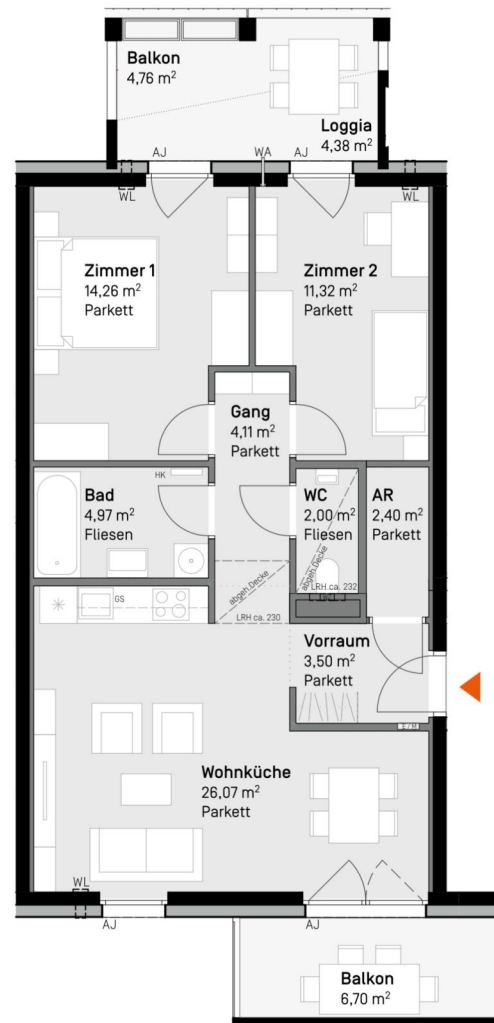 Balkon
4,76 m²
Loggia
4,38 m²
AJ
WA
AJ
WL
WL
Zimmer 1
14,26 m²
Parkett
Zimmer 2
11,32 m²
Parkett
Gang
4,11 m²
Parkett
HK
Bad
4,97 m²
Fliesen
WC
2,00 m²
Fliesen
AR
2,40 m²
Parkett
abgeh.Decke
abgeh.Decke
LRH ca. 232
GS
LRH ca. 230
Vorraum
3,50 m²
Parkett
E / M
Wohnküche
26,07 m²
Parkett
WL
AJ
AJ
Balkon
6,70 m²